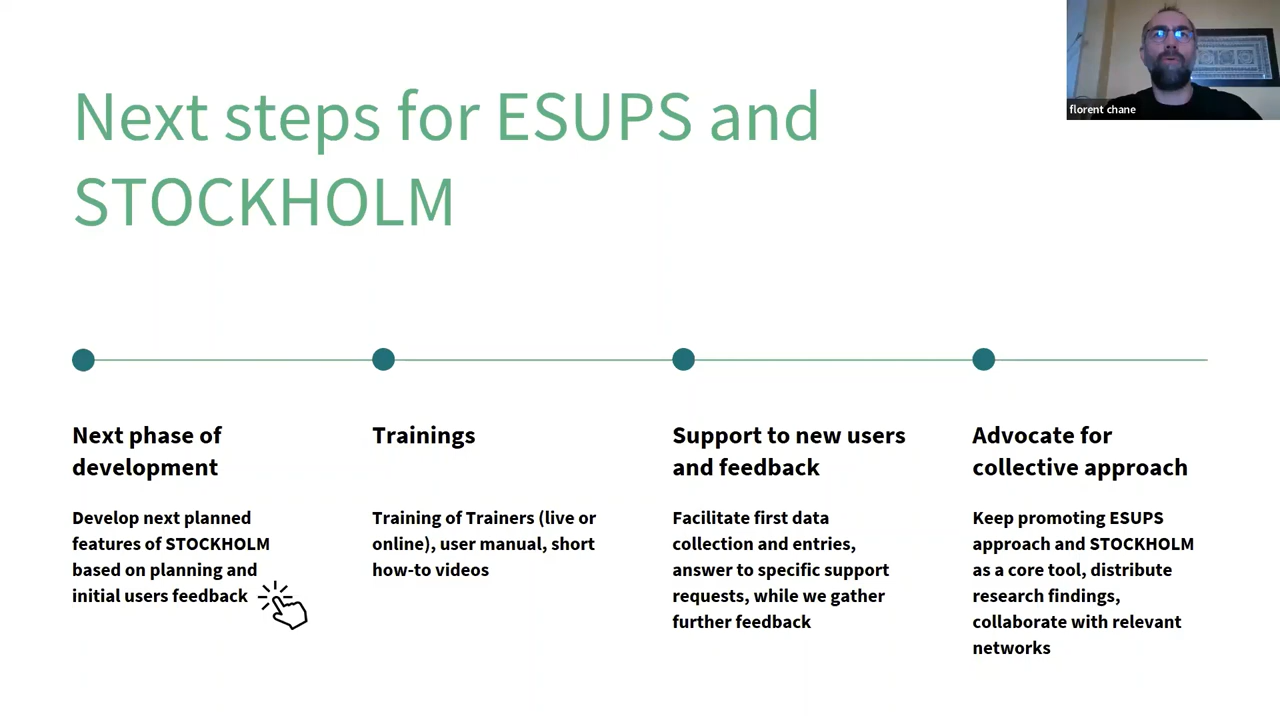 florent chane
Next steps for ESUPS and
STOCKHOLM
Next phase of
development
Develop next planned
features of STOCKHOLM
based on planning and
initial users feedback
Trainings
Training of Trainers (live or
online), user manual, short
how-to videos
Support to new users
and feedback
Facilitate first data
collection and entries,
answer to specific support
requests, while we gather
further feedback
Advocate for
collective approach
Keep promoting ESUPS
approach and STOCKHOLM
as a core tool, distribute
research findings,
collaborate with relevant
networks